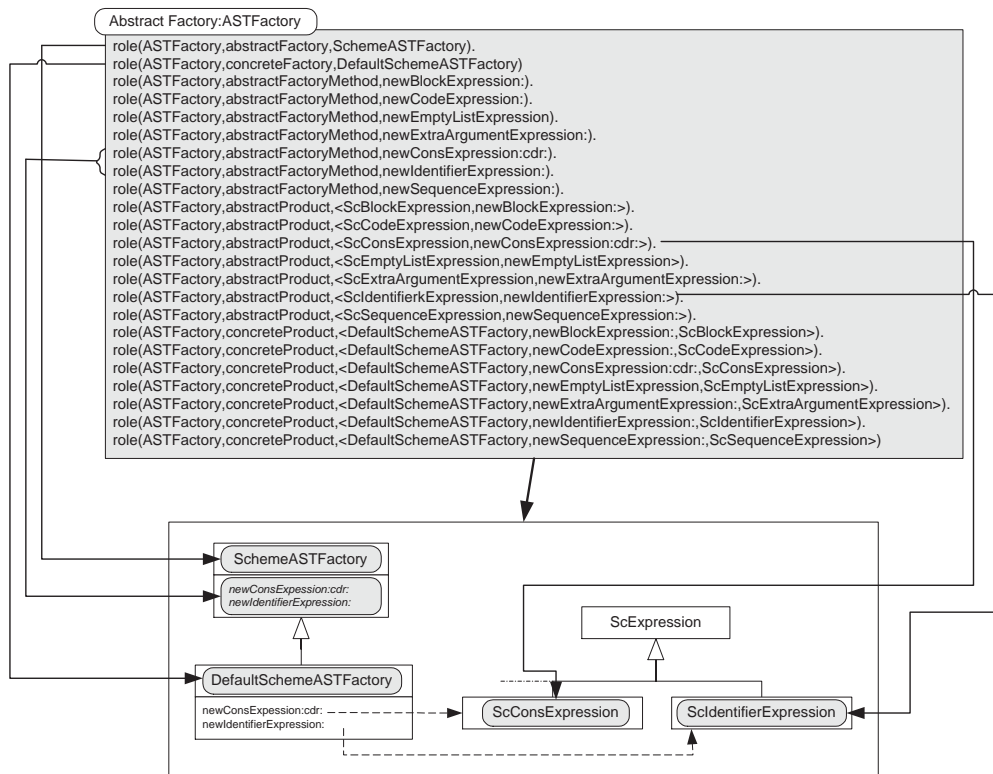 Abstract Factory:ASTFactory
role(ASTFactory,abstractFactory,SchemeASTFactory).
role(ASTFactory,concreteFactory,DefaultSchemeASTFactory)
role(ASTFactory,abstractFactoryMethod,newBlockExpression:).
role(ASTFactory,abstractFactoryMethod,newCodeExpression:).
role(ASTFactory,abstractFactoryMethod,newEmptyListExpression).
role(ASTFactory,abstractFactoryMethod,newExtraArgumentExpression:).
role(ASTFactory,abstractFactoryMethod,newConsExpression:cdr:).
role(ASTFactory,abstractFactoryMethod,newIdentifierExpression:).
role(ASTFactory,abstractFactoryMethod,newSequenceExpression:).
role(ASTFactory,abstractProduct,<ScBlockExpression,newBlockExpression:>).
role(ASTFactory,abstractProduct,<ScCodeExpression,newCodeExpression:>).
role(ASTFactory,abstractProduct,<ScConsExpression,newConsExpression:cdr:>).
role(ASTFactory,abstractProduct,<ScEmptyListExpression,newEmptyListExpression>).
role(ASTFactory,abstractProduct,<ScExtraArgumentExpression,newExtraArgumentExpression:>).
role(ASTFactory,abstractProduct,<ScIdentifierkExpression,newIdentifierExpression:>).
role(ASTFactory,abstractProduct,<ScSequenceExpression,newSequenceExpression:>).
role(ASTFactory,concreteProduct,<DefaultSchemeASTFactory,newBlockExpression:,ScBlockExpression>).
role(ASTFactory,concreteProduct,<DefaultSchemeASTFactory,newCodeExpression:,ScCodeExpression>).
role(ASTFactory,concreteProduct,<DefaultSchemeASTFactory,newConsExpression:cdr:,ScConsExpression>).
role(ASTFactory,concreteProduct,<DefaultSchemeASTFactory,newEmptyListExpression,ScEmptyListExpression>).
role(ASTFactory,concreteProduct,<DefaultSchemeASTFactory,newExtraArgumentExpression:,ScExtraArgumentExpression>).
role(ASTFactory,concreteProduct,<DefaultSchemeASTFactory,newIdentifierExpression:,ScIdentifierExpression>).
role(ASTFactory,concreteProduct,<DefaultSchemeASTFactory,newSequenceExpression:,ScSequenceExpression>)
SchemeASTFactory
newConsExpession:cdr:
newIdentifierExpression:
ScExpression
DefaultSchemeASTFactory
newConsExpession:cdr:
newIdentifierExpression:
ScConsExpression
ScIdentifierExpression